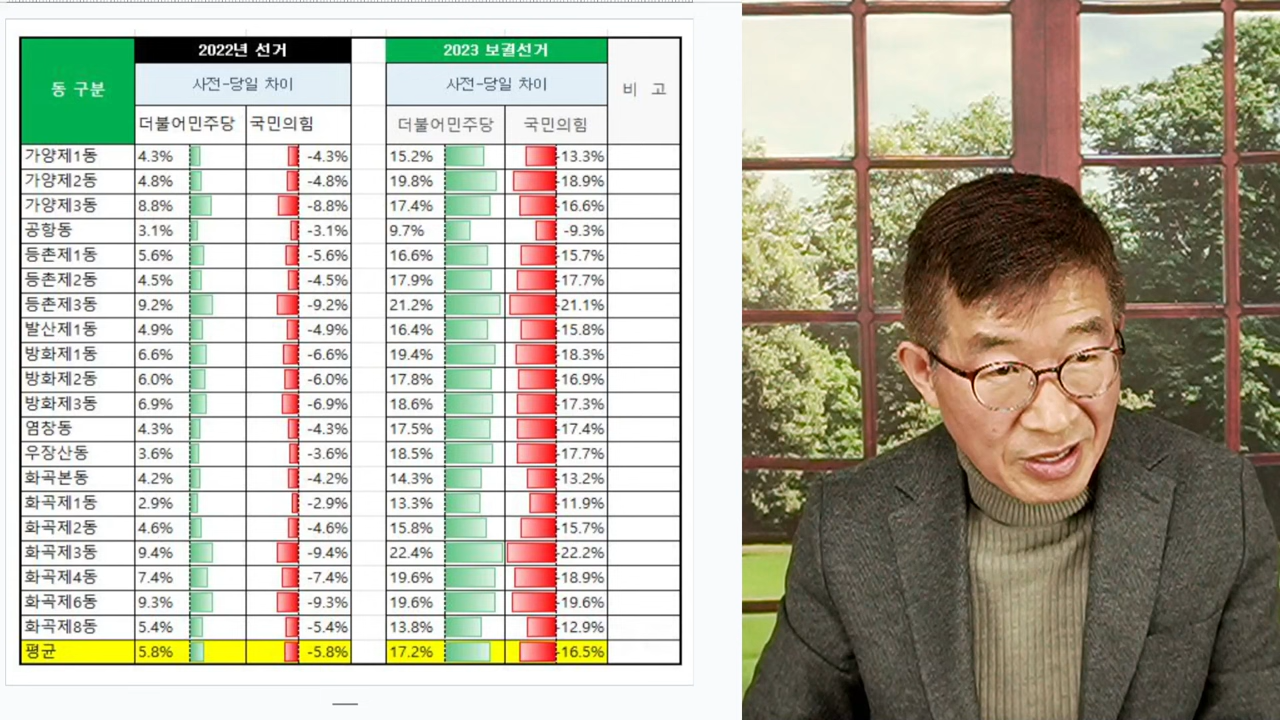 동 구분 2022년 선거 2023 보궐선거 비 고
사전-당일 차이 사전-당일 차이
더불어민주당 국민의힘 더불어민주당 국민의힘
가양제1동 4.3% -4.3% 15.2% -13.3%
가양제2동 4.8% -4.8% 19.8% -18.9%
가양제3동 8.8% -8.8% 17.4% -16.6%
공항동 3.1% -3.1% 9.7% -9.3%
등촌제1동 5.6% -5.6% 16.6% -15.7%
등촌제2동 4.5% -4.5% 17.9% -17.7%
등촌제3동 9.2% -9.2% 21.2% -21.1%
발산제1동 4.9% -4.9% 16.4% -15.8%
방화제1동 6.6% -6.6% 19.4% -18.3%
방화제2동 6.0% -6.0% 17.8% -16.9%
방화제3동 6.9% -6.9% 18.6% -17.3%
염창동 4.3% -4.3% 17.5% -17.4%
우장산동 3.6% -3.6% 18.5% -17.7%
화곡본동 4.2% -4.2% 14.3% -13.2%
화곡제1동 2.9% -2.9% 13.3% -11.9%
화곡제2동 4.6% -4.6% 15.8% -15.7%
화곡제3동 9.4% -9.4% 22.4% -22.2%
화곡제4동 7.4% -7.4% 19.6% -18.9%
화곡제6동 9.3% -9.3% 19.6% -19.6%
화곡제8동 5.4% -5.4% 13.8% -12.9%
평균 5.8% -5.8% 17.2% -16.5%